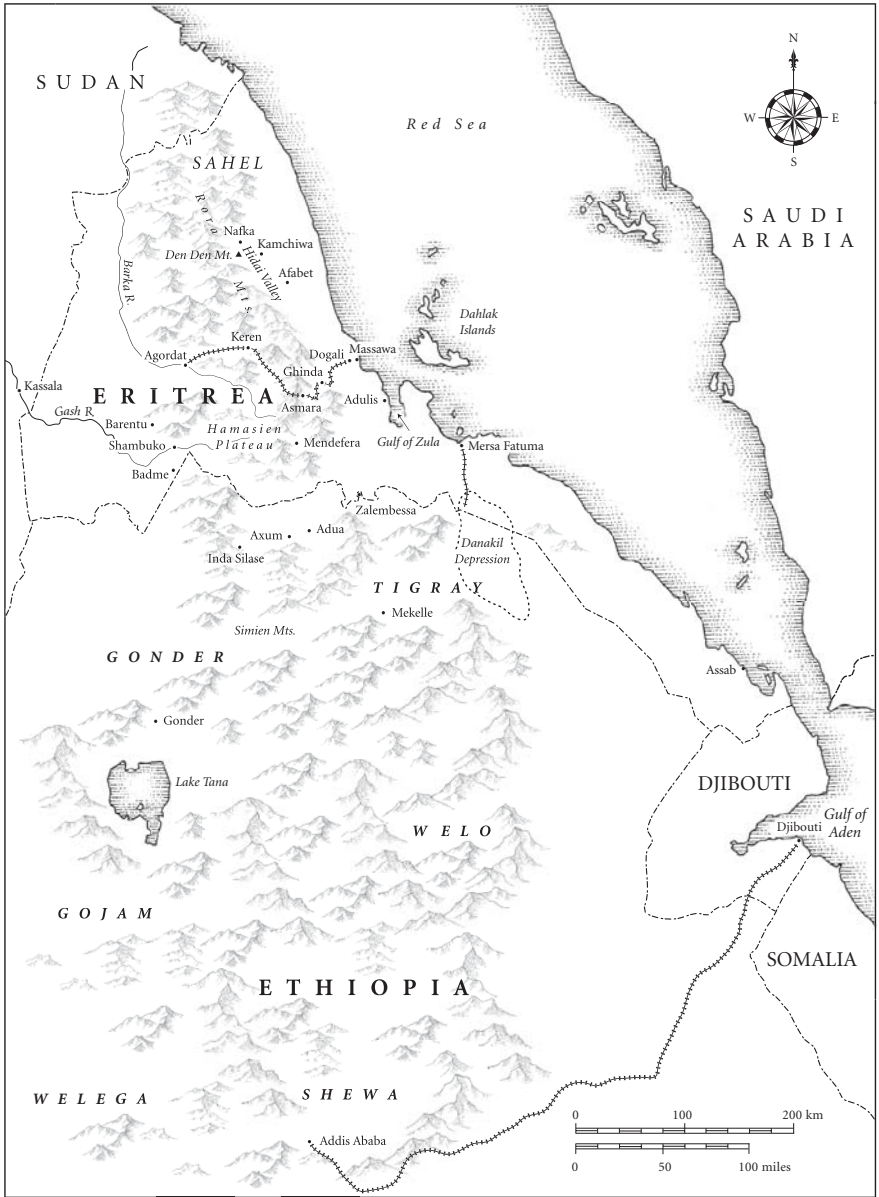 N
W
E
S
SUDAN
Red Sea
SAHEL
SAUDI
ARABIA
Rora
Mts.
Nafka
Kamchiwa
Den Den Mt.
Hidai Valley
Afabet
Barka R.
Dahlak
Islands
Keren
Agordat
Dogali
Massawa
Ghinda
Kassala
ERITREA
Asmara
Adulis
Gash R.
Barentu
Hamasien
Plateau
Shambuko
Mendefera
Gulf of Zula
Mersa Fatuma
Badme
Zalembessa
Axum
Adua
Inda Silase
Danakil
Depression
TIGRAY
Mekelle
Simien Mts.
GONDER
Assab
Gonder
Lake Tana
DJIBOUTI
Djibouti
Gulf of
Aden
WELO
GOJAM
SOMALIA
ETHIOPIA
WELEGA
SHEWA
Addis Ababa
0 100 200 km
0 50 100 miles